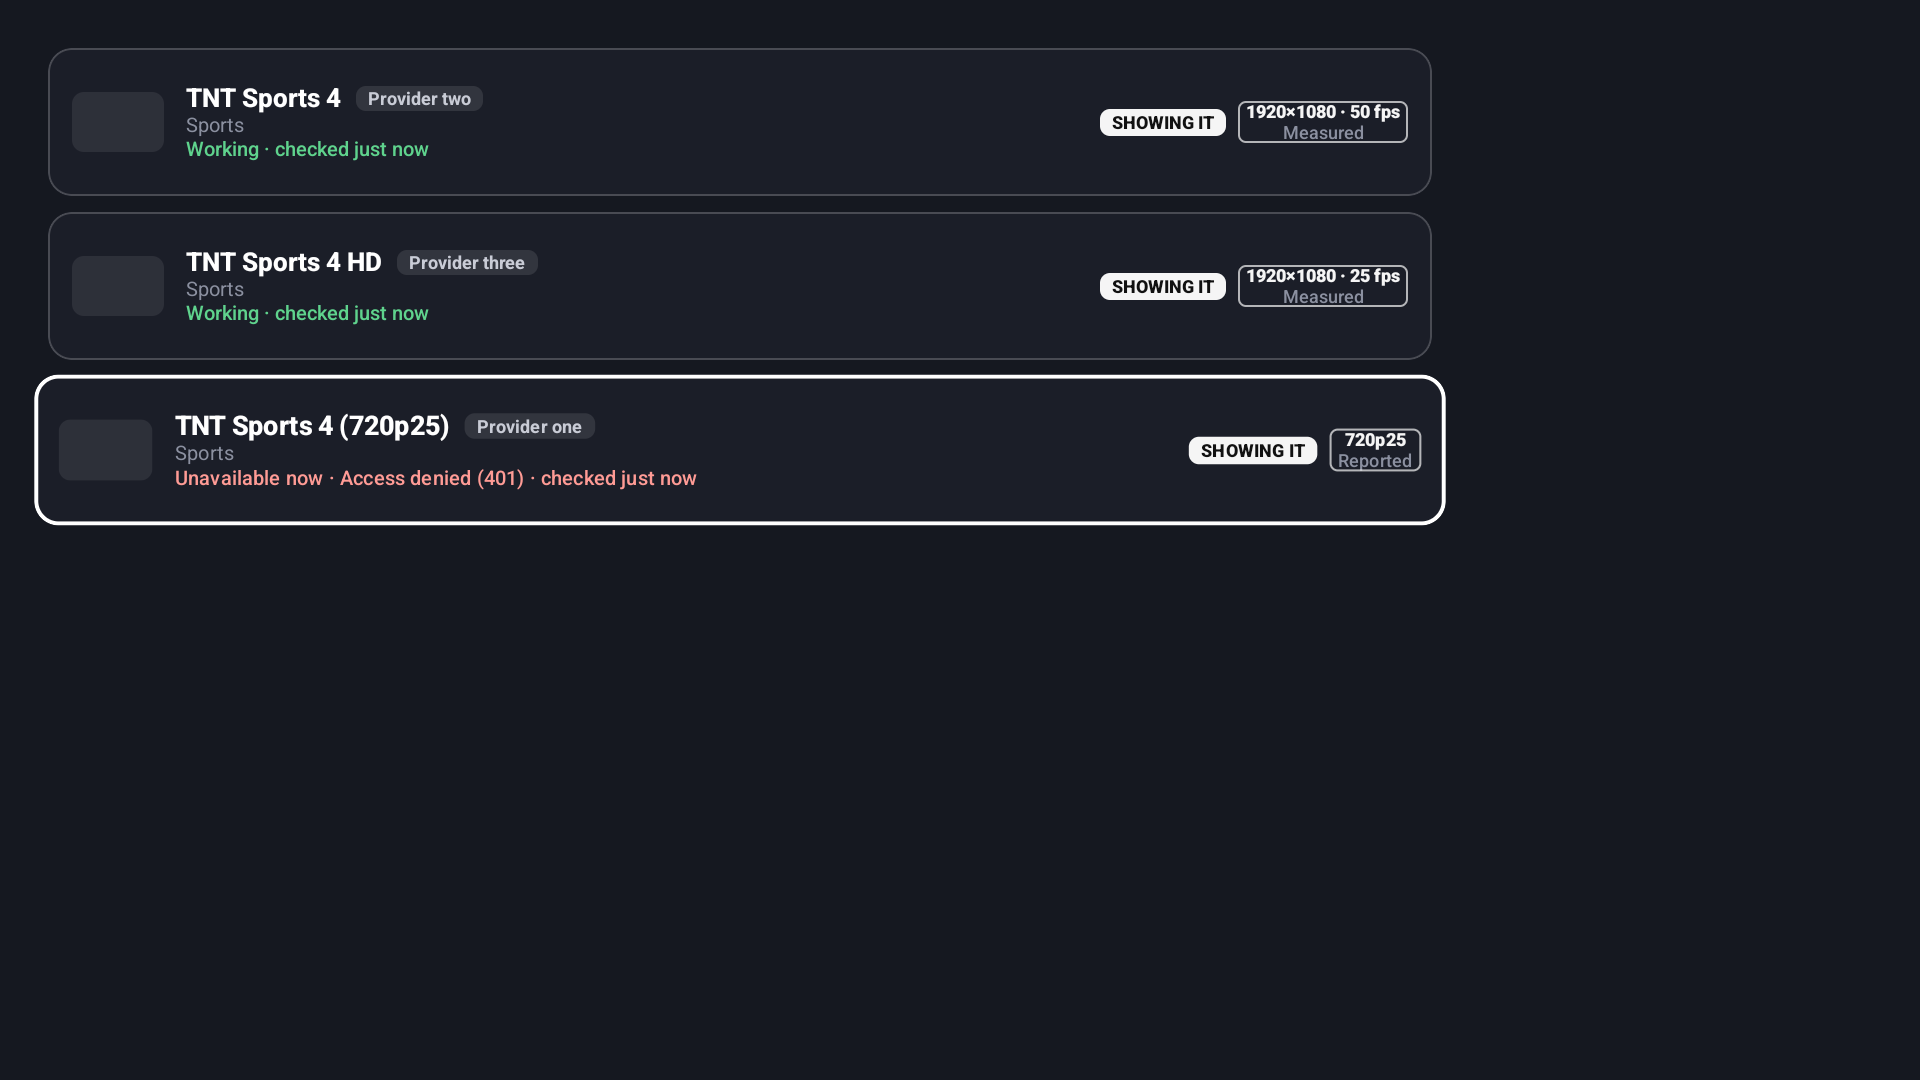 TNT Sports 4 Provider two
Sports
Working · checked just now
SHOWING IT
1920×1080 · 50 fps
Measured
TNT Sports 4 HD Provider three
Sports
Working · checked just now
SHOWING IT
1920×1080 · 25 fps
Measured
TNT Sports 4 (720p25) Provider one
Sports
Unavailable now · Access denied (401) · checked just now
SHOWING IT
720p25
Reported